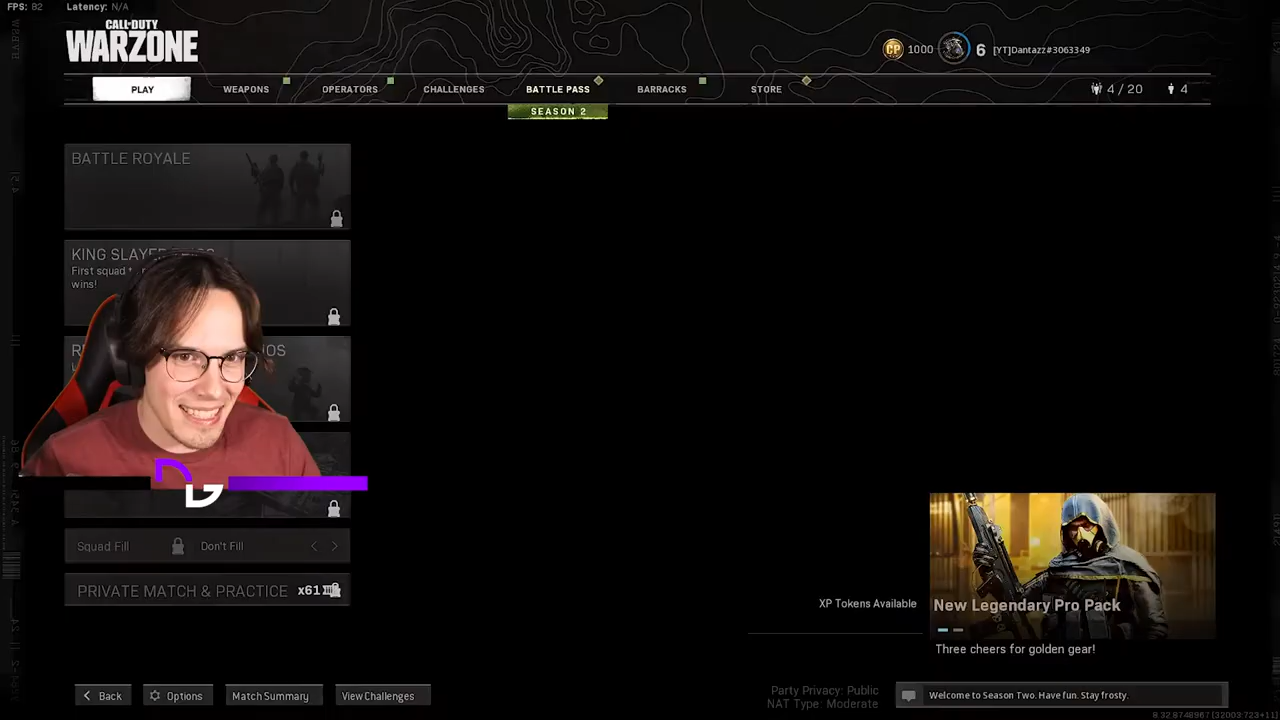 FPS: 82 Latency: N/A
CALL OF DUTY
WARZONE
CP 1000 6 [YT]Dantazz#3063349
PLAY WEAPONS OPERATORS CHALLENGES BATTLE PASS BARRACKS STORE 4 / 20 4
SEASON 2
BATTLE ROYALE
KING SLAYER
First squad
wins!
Squad Fill Don't Fill
PRIVATE MATCH & PRACTICE x61
XP Tokens Available
New Legendary Pro Pack
Three cheers for golden gear!
Back Options Match Summary View Challenges
Party Privacy: Public
NAT Type: Moderate
Welcome to Season Two. Have fun. Stay frosty.